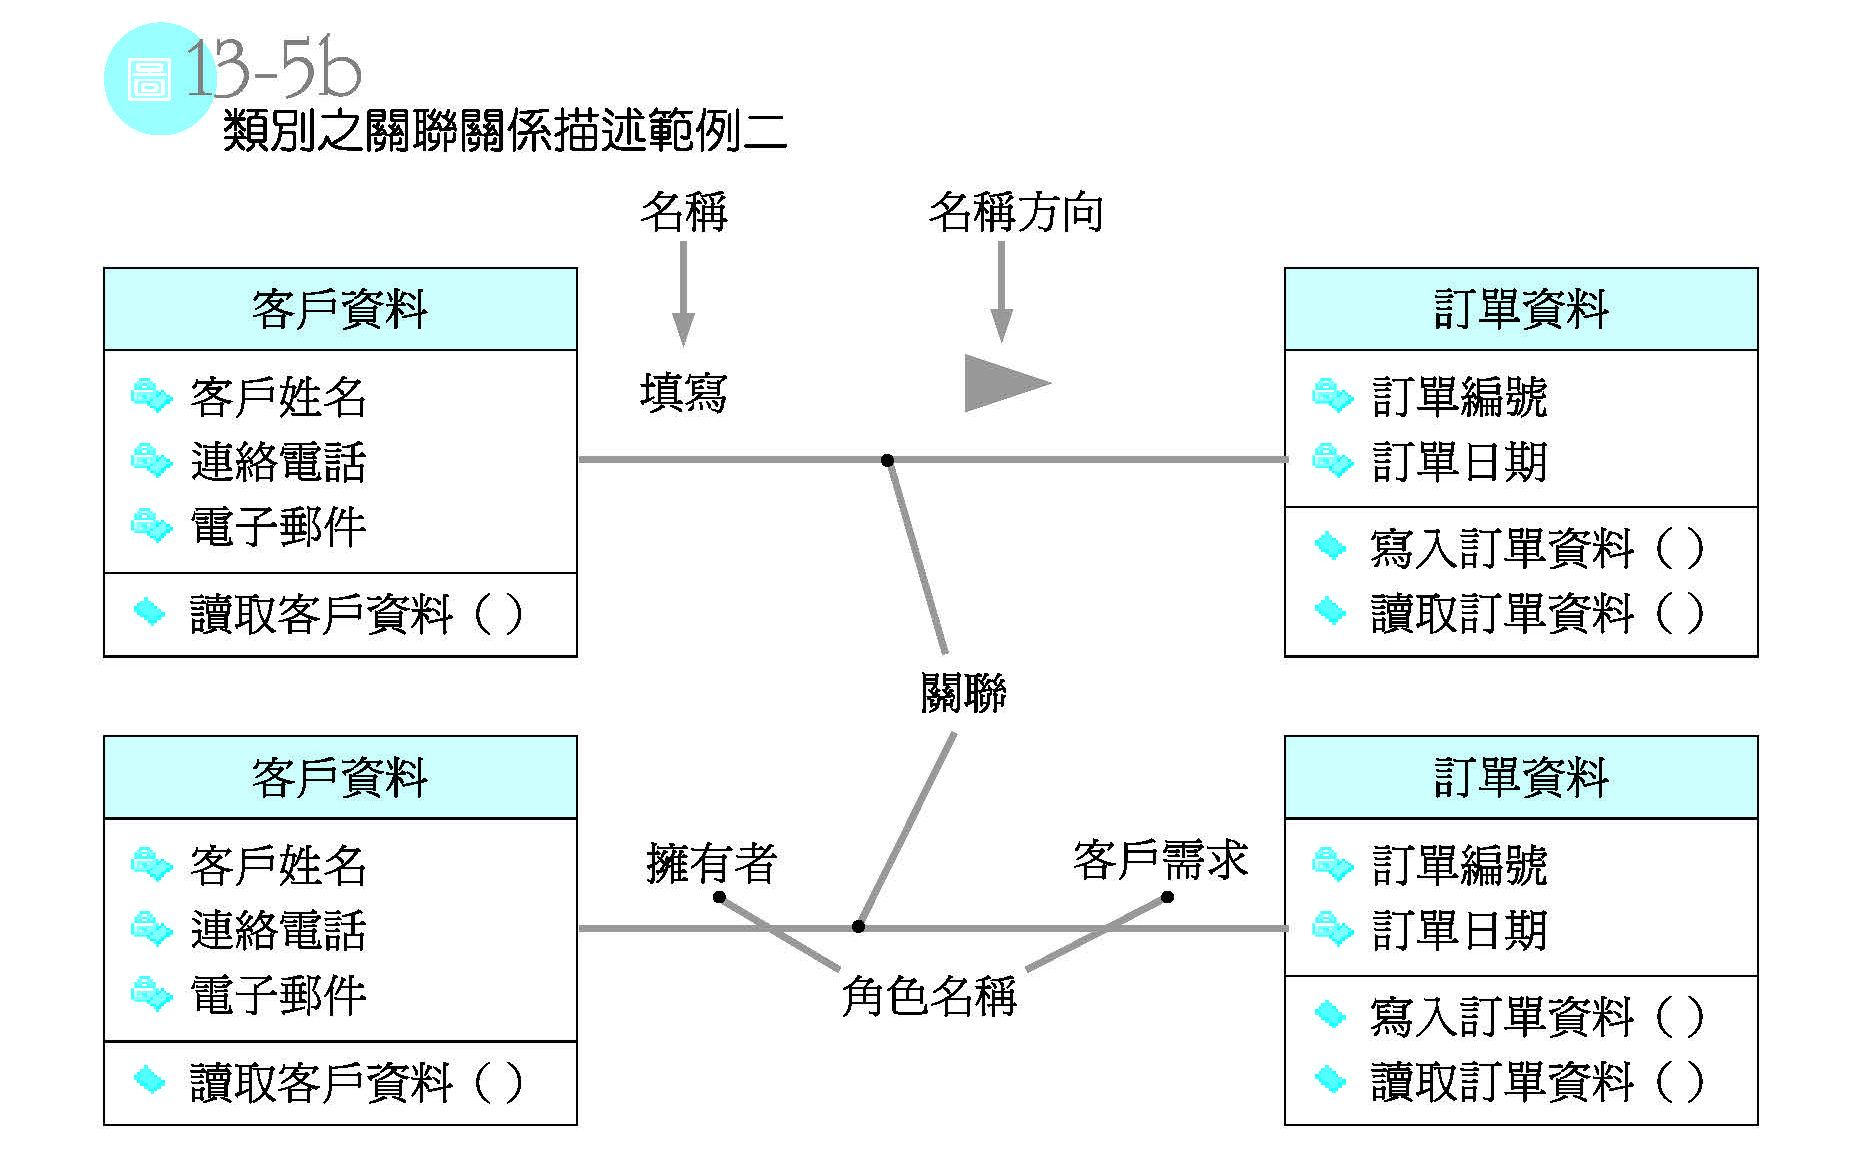 圖 13-5b
類別之關聯關係描述範例二
名稱
名稱方向
客戶資料
客戶姓名
連絡電話
電子郵件
讀取客戶資料（ ）
填寫
訂單資料
訂單編號
訂單日期
寫入訂單資料（ ）
讀取訂單資料（ ）
關聯
客戶資料
客戶姓名
連絡電話
電子郵件
讀取客戶資料（ ）
擁有者
客戶需求
角色名稱
訂單資料
訂單編號
訂單日期
寫入訂單資料（ ）
讀取訂單資料（ ）